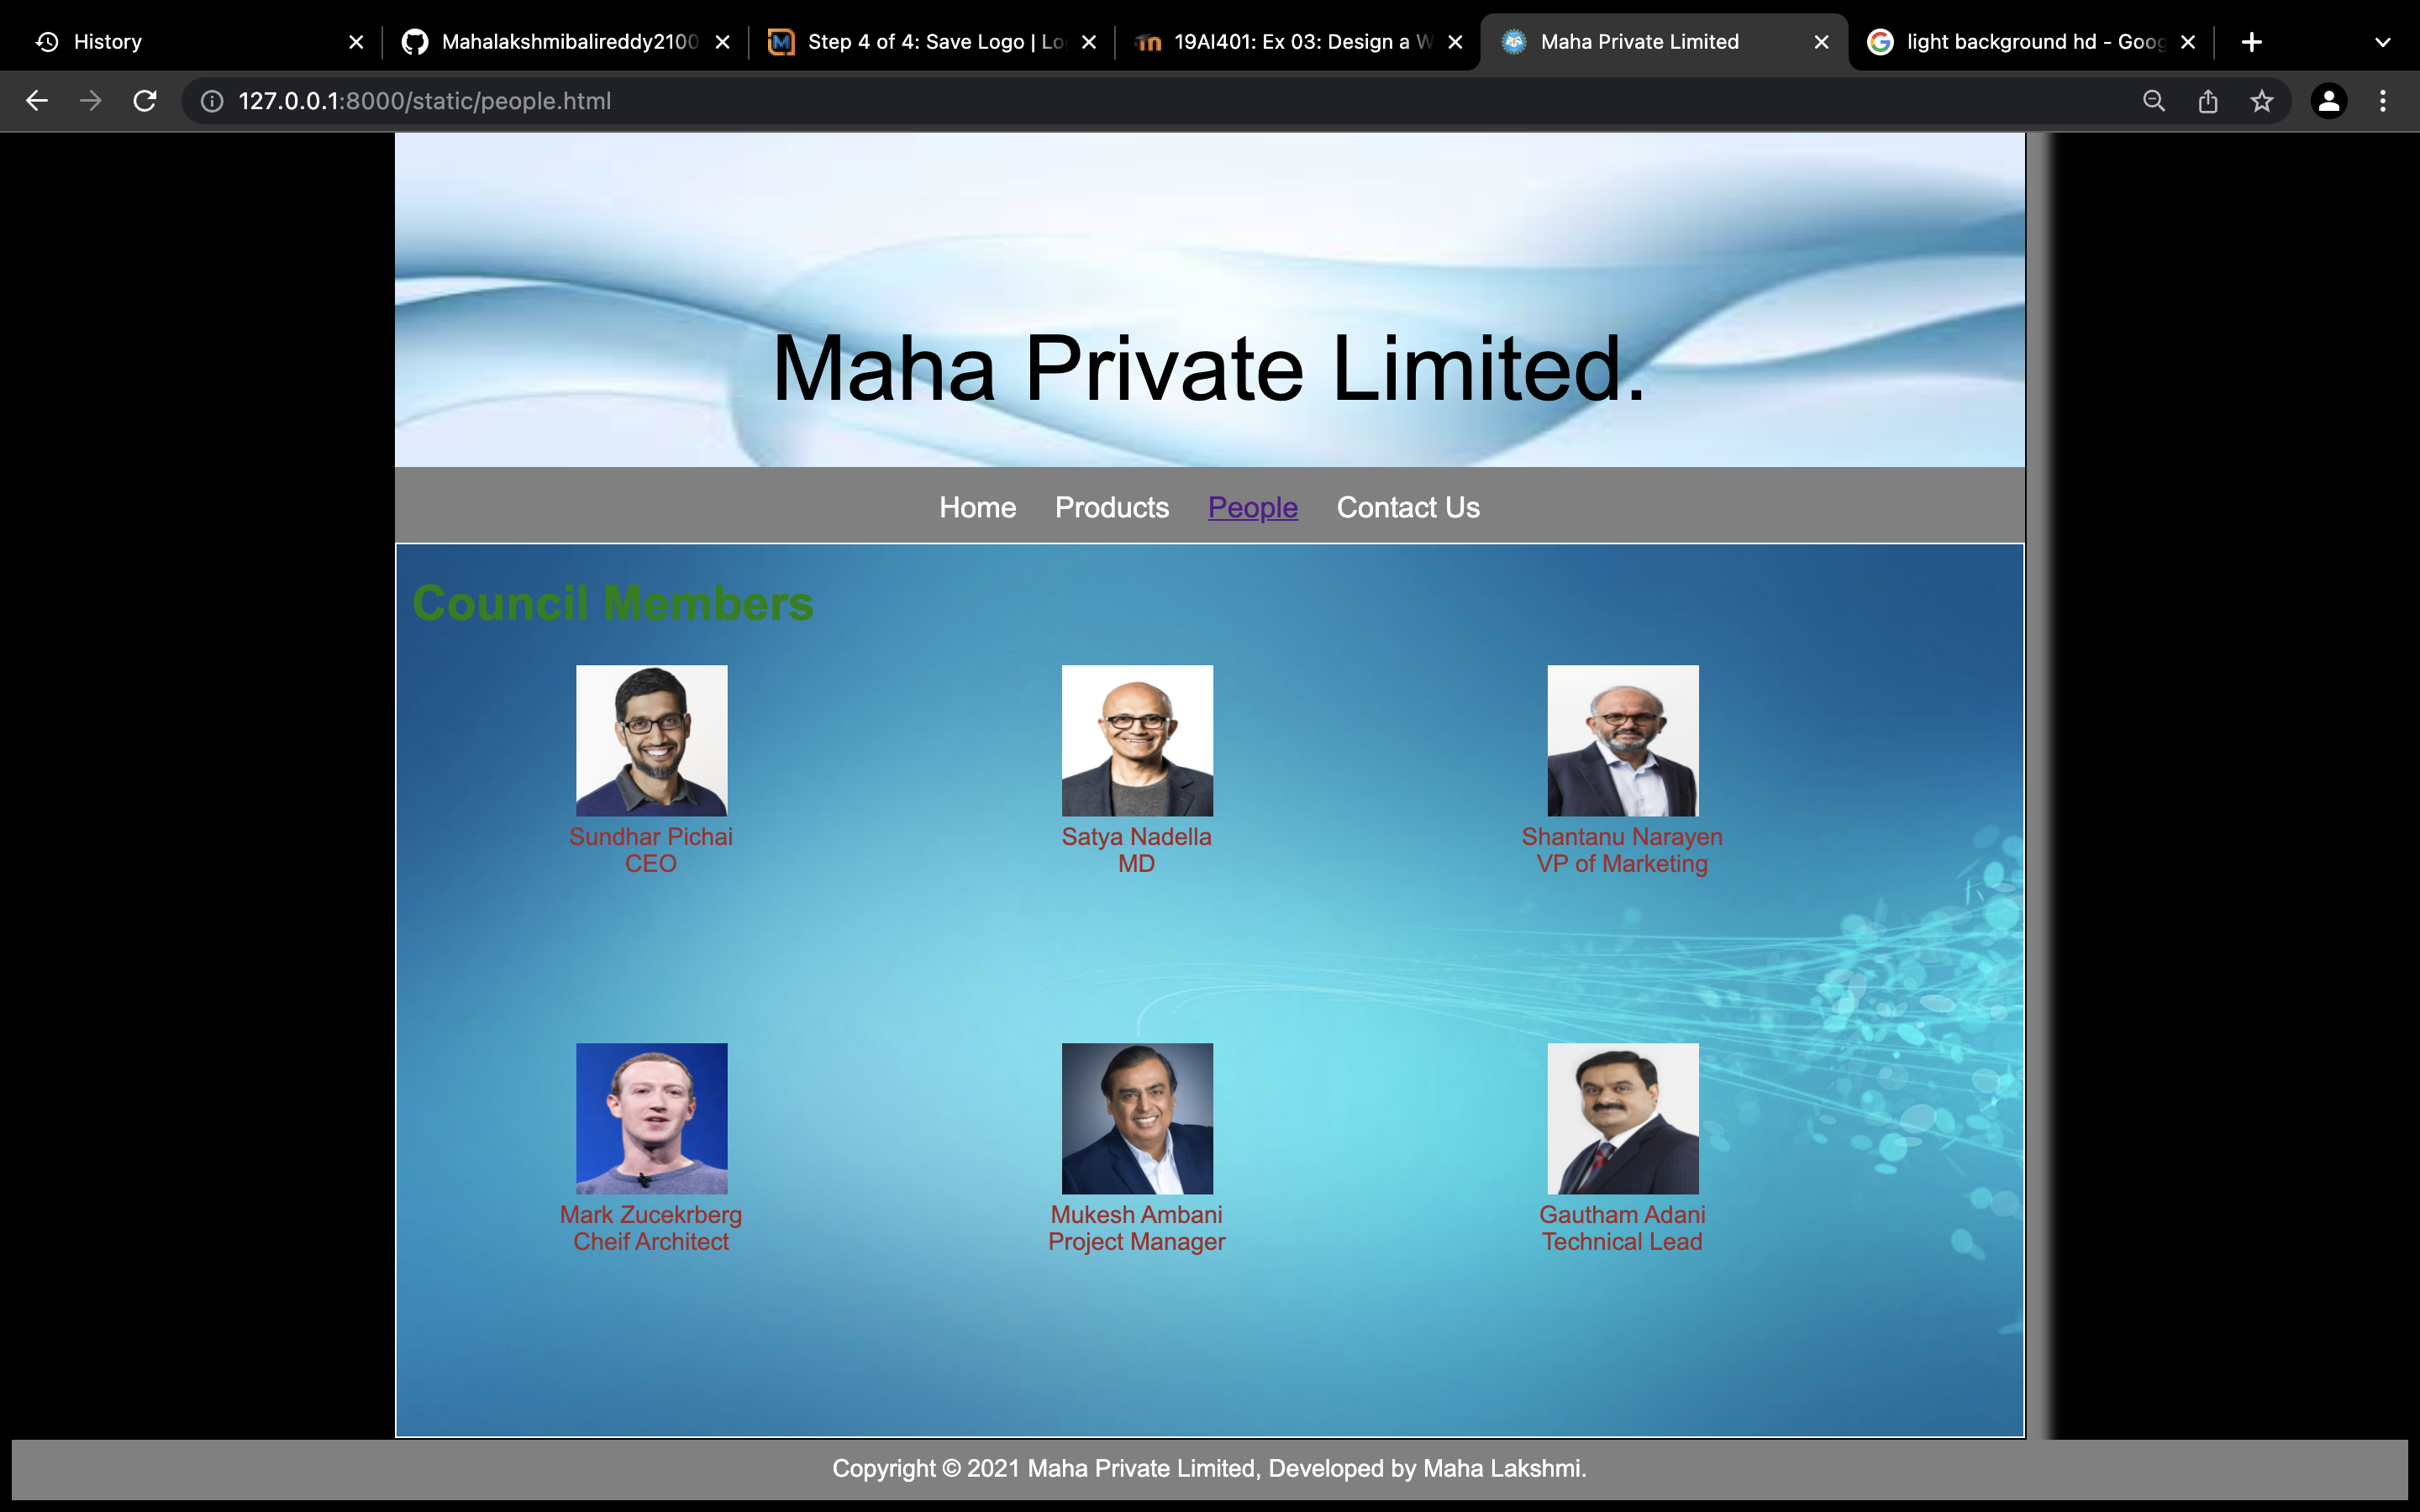 History
Mahalakshmibalireddy2100
Step 4 of 4: Save Logo | Lo
19AI401: Ex 03: Design a W
Maha Private Limited
light background hd - Goog
127.0.0.1:8000/static/people.html
Maha Private Limited.
Home Products People Contact Us
Council Members
Sundhar Pichai Satya Nadella Shantanu Narayen
CEO MD VP of Marketing
Mark Zucekrberg Mukesh Ambani Gautham Adani
Cheif Architect Project Manager Technical Lead
Copyright © 2021 Maha Private Limited, Developed by Maha Lakshmi.